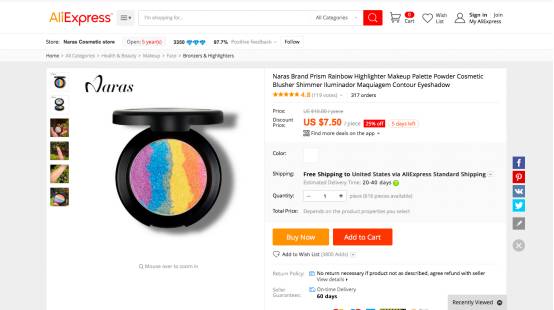 AliExpress™
I'm shopping for...
All Categories
0
Cart
Wish
List
Sign in Join
My AliExpress
Store: Naras Cosmetic store Open: 5 year(s) 3350 97.7% Positive feedback Follow
Home > All Categories > Health & Beauty > Makeup > Face > Bronzers & Highlighters
Naras
Mouse over to zoom in
Naras Brand Prism Rainbow Highlighter Makeup Palette Powder Cosmetic
Blusher Shimmer Iluminador Maquiagem Contour Eyeshadow
4.8 (119 votes) 317 orders
Price: US $10.00 / piece
Discount
Price: US $7.50 / piece 25% off 5 days left
Find more deals on the app
Color:
Shipping: Free Shipping to United States via AliExpress Standard Shipping
Estimated Delivery Time: 20-40 days
Quantity: − 1 + piece (616 pieces available)
Total Price: Depends on the product properties you select
Buy Now
Add to Cart
Add to Wish List (3800 Adds)
Return Policy: No return necessary if product not as described, agree refund with seller
View details
Seller
Guarantees: On-time Delivery
60 days
Recently Viewed